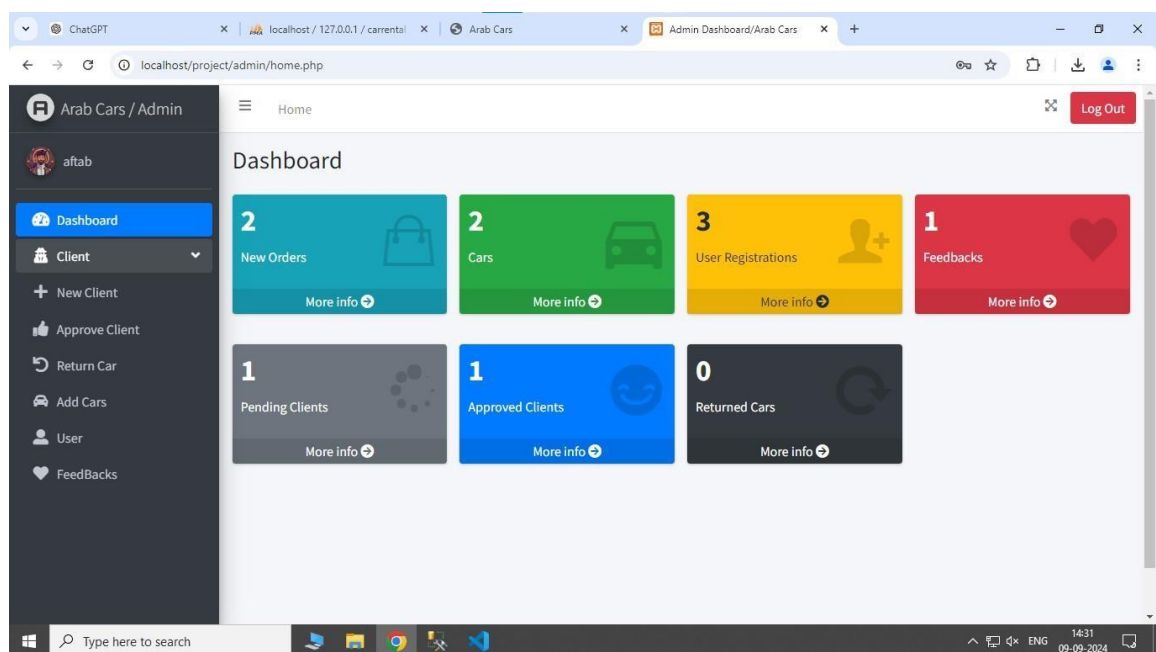 ChatGPT
localhost / 127.0.0.1 / carrental
Arab Cars
Admin Dashboard/Arab Cars
localhost/project/admin/home.php
Arab Cars / Admin
Home
Log Out
aftab
Dashboard
Dashboard
Client
New Client
Approve Client
Return Car
Add Cars
User
FeedBacks
2
New Orders
More info
2
Cars
More info
3
User Registrations
More info
1
Feedbacks
More info
1
Pending Clients
More info
1
Approved Clients
More info
0
Returned Cars
More info
Type here to search
ENG
14:31
09-09-2024